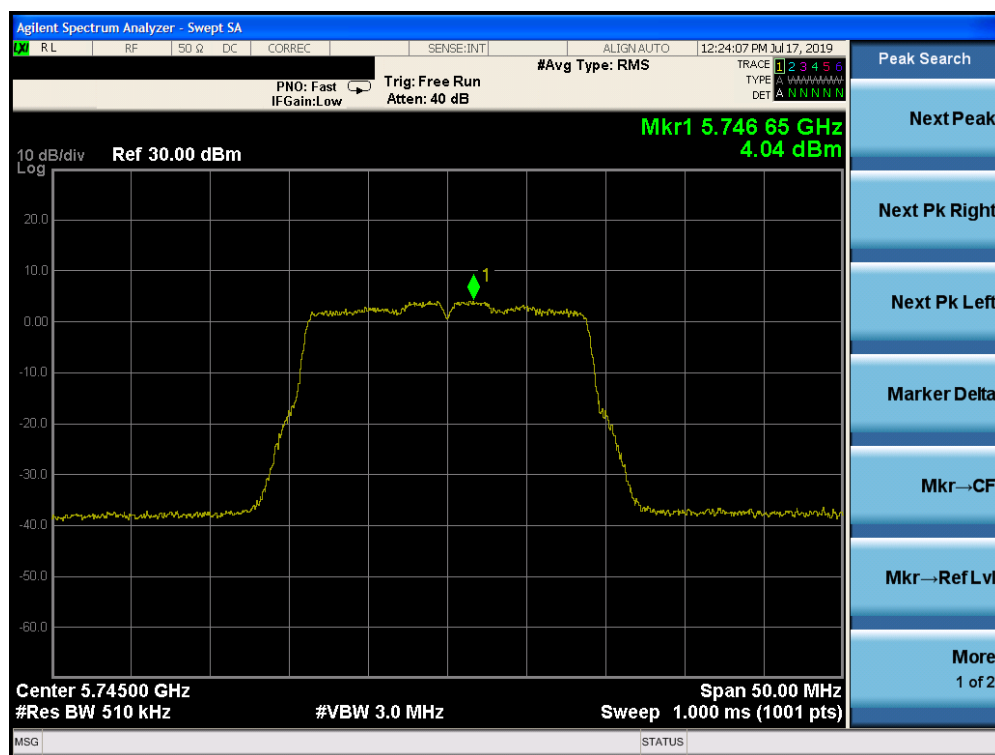 Agilent Spectrum Analyzer - Swept SA
LXI RL RF 50 Ω DC CORREC SENSE:INT ALIGNAUTO 12:24:07 PM Jul 17, 2019
PNO: Fast
IFGain:Low
Trig: Free Run
Atten: 40 dB
#Avg Type: RMS
TRACE 1 2 3 4 5 6
TYPE A WWWWW
DET A N N N N N
Mkr1 5.746 65 GHz
4.04 dBm
10 dB/div
Log
Ref 30.00 dBm
20.0
10.0
0.00
-10.0
-20.0
-30.0
-40.0
-50.0
-60.0
1
Center 5.74500 GHz
Span 50.00 MHz
#Res BW 510 kHz
#VBW 3.0 MHz
Sweep 1.000 ms (1001 pts)
MSG
STATUS
Peak Search
Next Peak
Next Pk Right
Next Pk Left
Marker Delta
Mkr→CF
Mkr→Ref Lvl
More
1 of 2